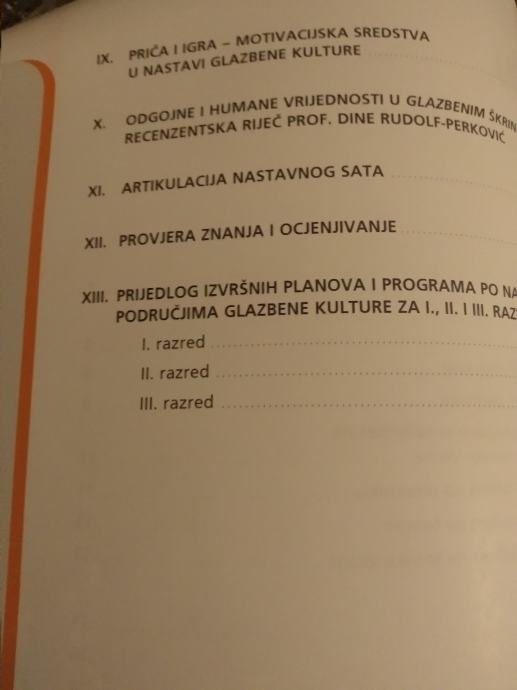 IX. PRIČA I IGRA – MOTIVACIJSKA SREDSTVA
U NASTAVI GLAZBENE KULTURE
X. ODGOJNE I HUMANE VRIJEDNOSTI U GLAZBENIM
RECENZENTSKA RIJEČ PROF. DINE RUDOLF-PERKOVIĆ
XI. ARTIKULACIJA NASTAVNOG SATA
XII. PROVJERA ZNANJA I OCJENJIVANJE
XIII. PRIJEDLOG IZVRŠNIH PLANOVA I PROGRAMA PO
PODRUČJIMA GLAZBENE KULTURE ZA I., II. I III.
I. razred
II. razred
III. razred